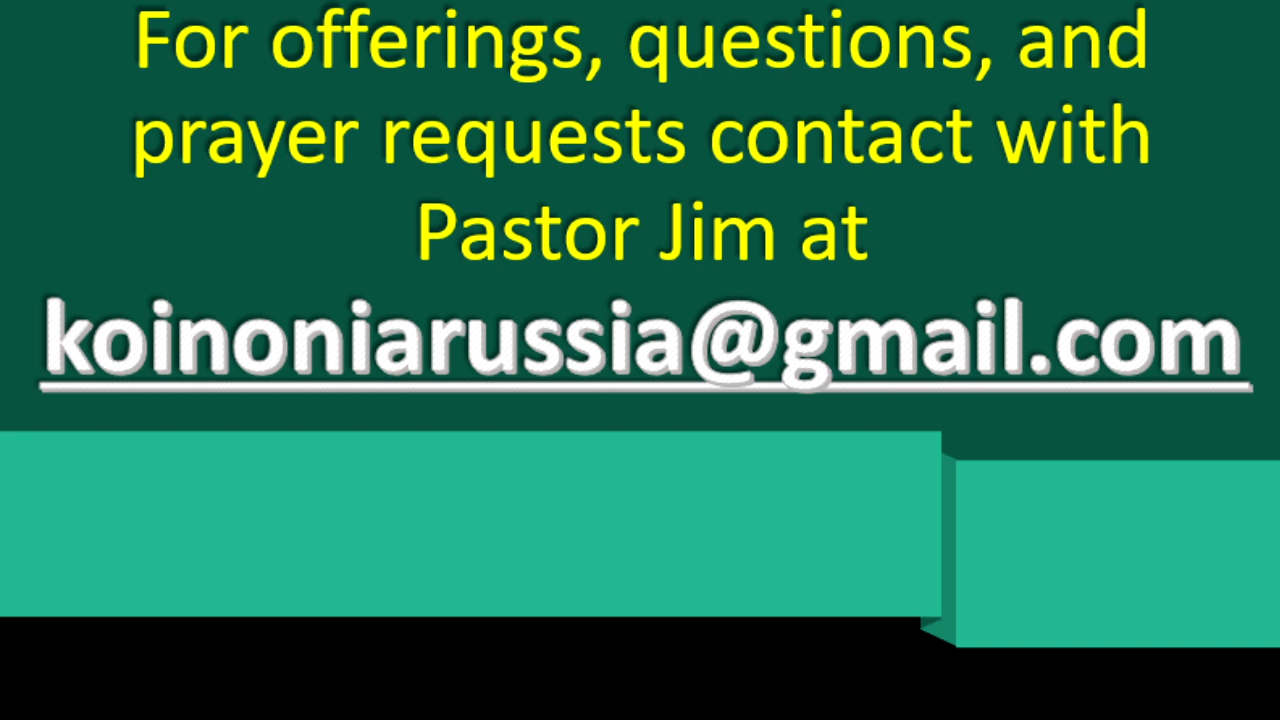 For offerings, questions, and
prayer requests contact with
Pastor Jim at
koinoniarussia@gmail.com